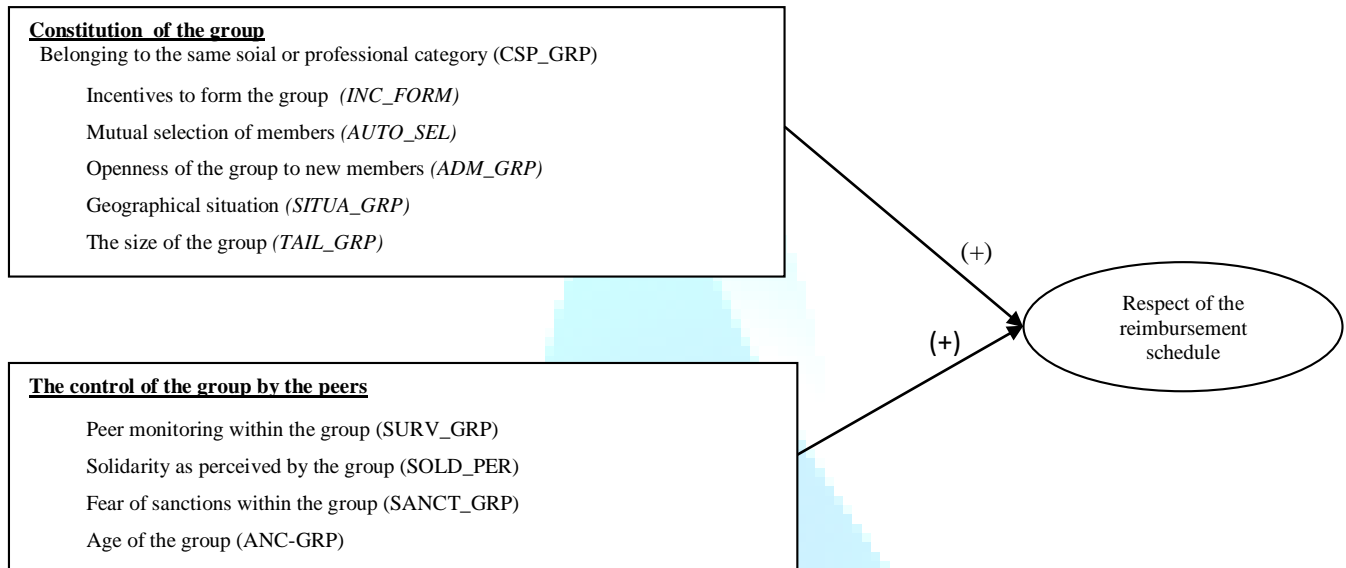 Constitution of the group
Belonging to the same soial or professional category (CSP_GRP)
Incentives to form the group (INC_FORM)
Mutual selection of members (AUTO_SEL)
Openness of the group to new members (ADM_GRP)
Geographical situation (SITUA_GRP)
The size of the group (TAIL_GRP)
(+)
Respect of the
reimbursement
schedule
(+)
The control of the group by the peers
Peer monitoring within the group (SURV_GRP)
Solidarity as perceived by the group (SOLD_PER)
Fear of sanctions within the group (SANCT_GRP)
Age of the group (ANC-GRP)